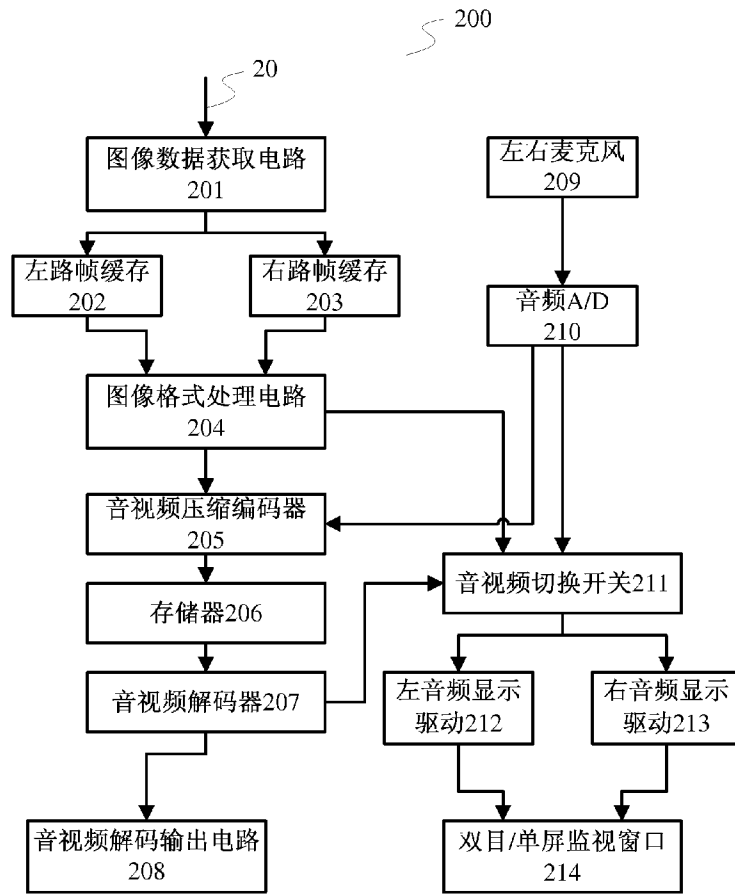 200
20
图像数据获取电路
201
左右麦克风
209
左路帧缓存
202
右路帧缓存
203
音频A/D
210
图像格式处理电路
204
音视频压缩编码器
205
音视频切换开关211
存储器206
音视频解码器207
左音频显示
驱动212
右音频显示
驱动213
音视频解码输出电路
208
双目/单屏监视窗口
214